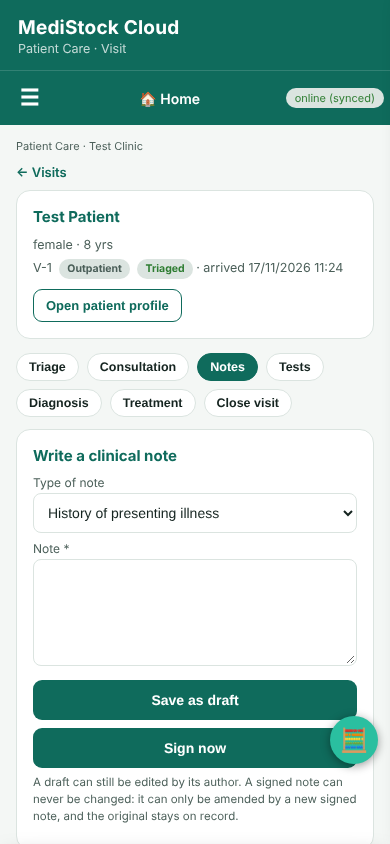 MediStock Cloud
Patient Care · Visit
☰
🏠 Home
online (synced)
Patient Care · Test Clinic
← Visits
Test Patient
female · 8 yrs
V-1 Outpatient Triaged · arrived 17/11/2026 11:24
Open patient profile
Triage Consultation Notes Tests
Diagnosis Treatment Close visit
Write a clinical note
Type of note
History of presenting illness
Note *
Save as draft
Sign now
A draft can still be edited by its author. A signed note can
never be changed: it can only be amended by a new signed
note, and the original stays on record.